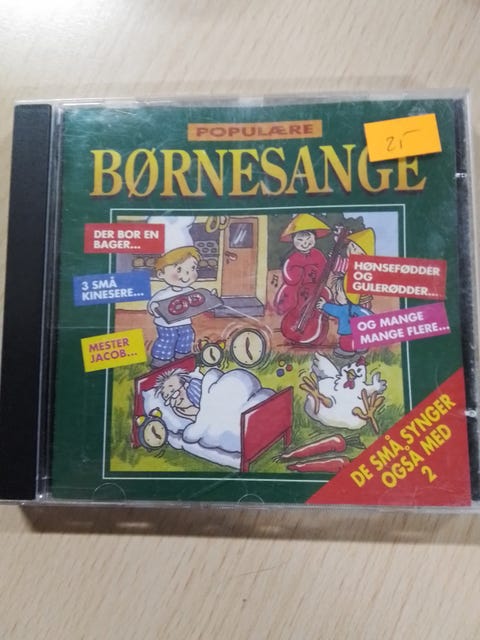 POPULÆRE
25,-
BØRNESANGE
DER BOR EN
BAGER...
3 SMÅ
KINESERE...
MESTER
JACOB...
HØNSEFØDDER
OG
GULERØDDER...
OG MANGE
MANGE FLERE...
DE SMÅ SYNGER
OGSÅ MED
2